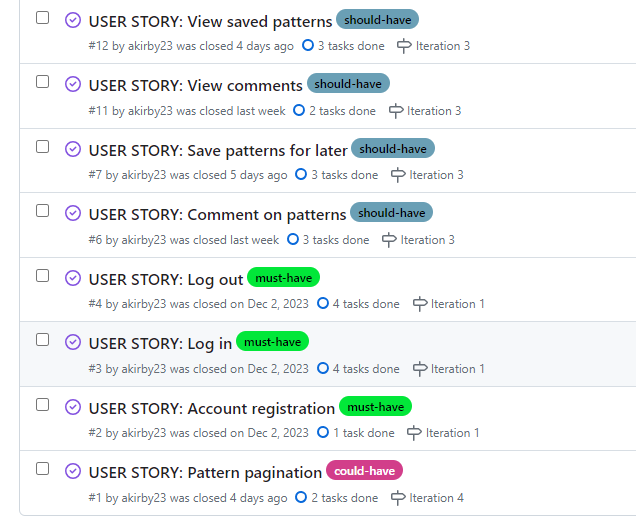 USER STORY: View saved patterns should-have
#12 by akirby23 was closed 4 days ago 3 tasks done Iteration 3
USER STORY: View comments should-have
#11 by akirby23 was closed last week 2 tasks done Iteration 3
USER STORY: Save patterns for later should-have
#7 by akirby23 was closed 5 days ago 3 tasks done Iteration 3
USER STORY: Comment on patterns should-have
#6 by akirby23 was closed last week 3 tasks done Iteration 3
USER STORY: Log out must-have
#4 by akirby23 was closed on Dec 2, 2023 4 tasks done Iteration 1
USER STORY: Log in must-have
#3 by akirby23 was closed on Dec 2, 2023 4 tasks done Iteration 1
USER STORY: Account registration must-have
#2 by akirby23 was closed on Dec 2, 2023 1 task done Iteration 1
USER STORY: Pattern pagination could-have
#1 by akirby23 was closed 4 days ago 2 tasks done Iteration 4